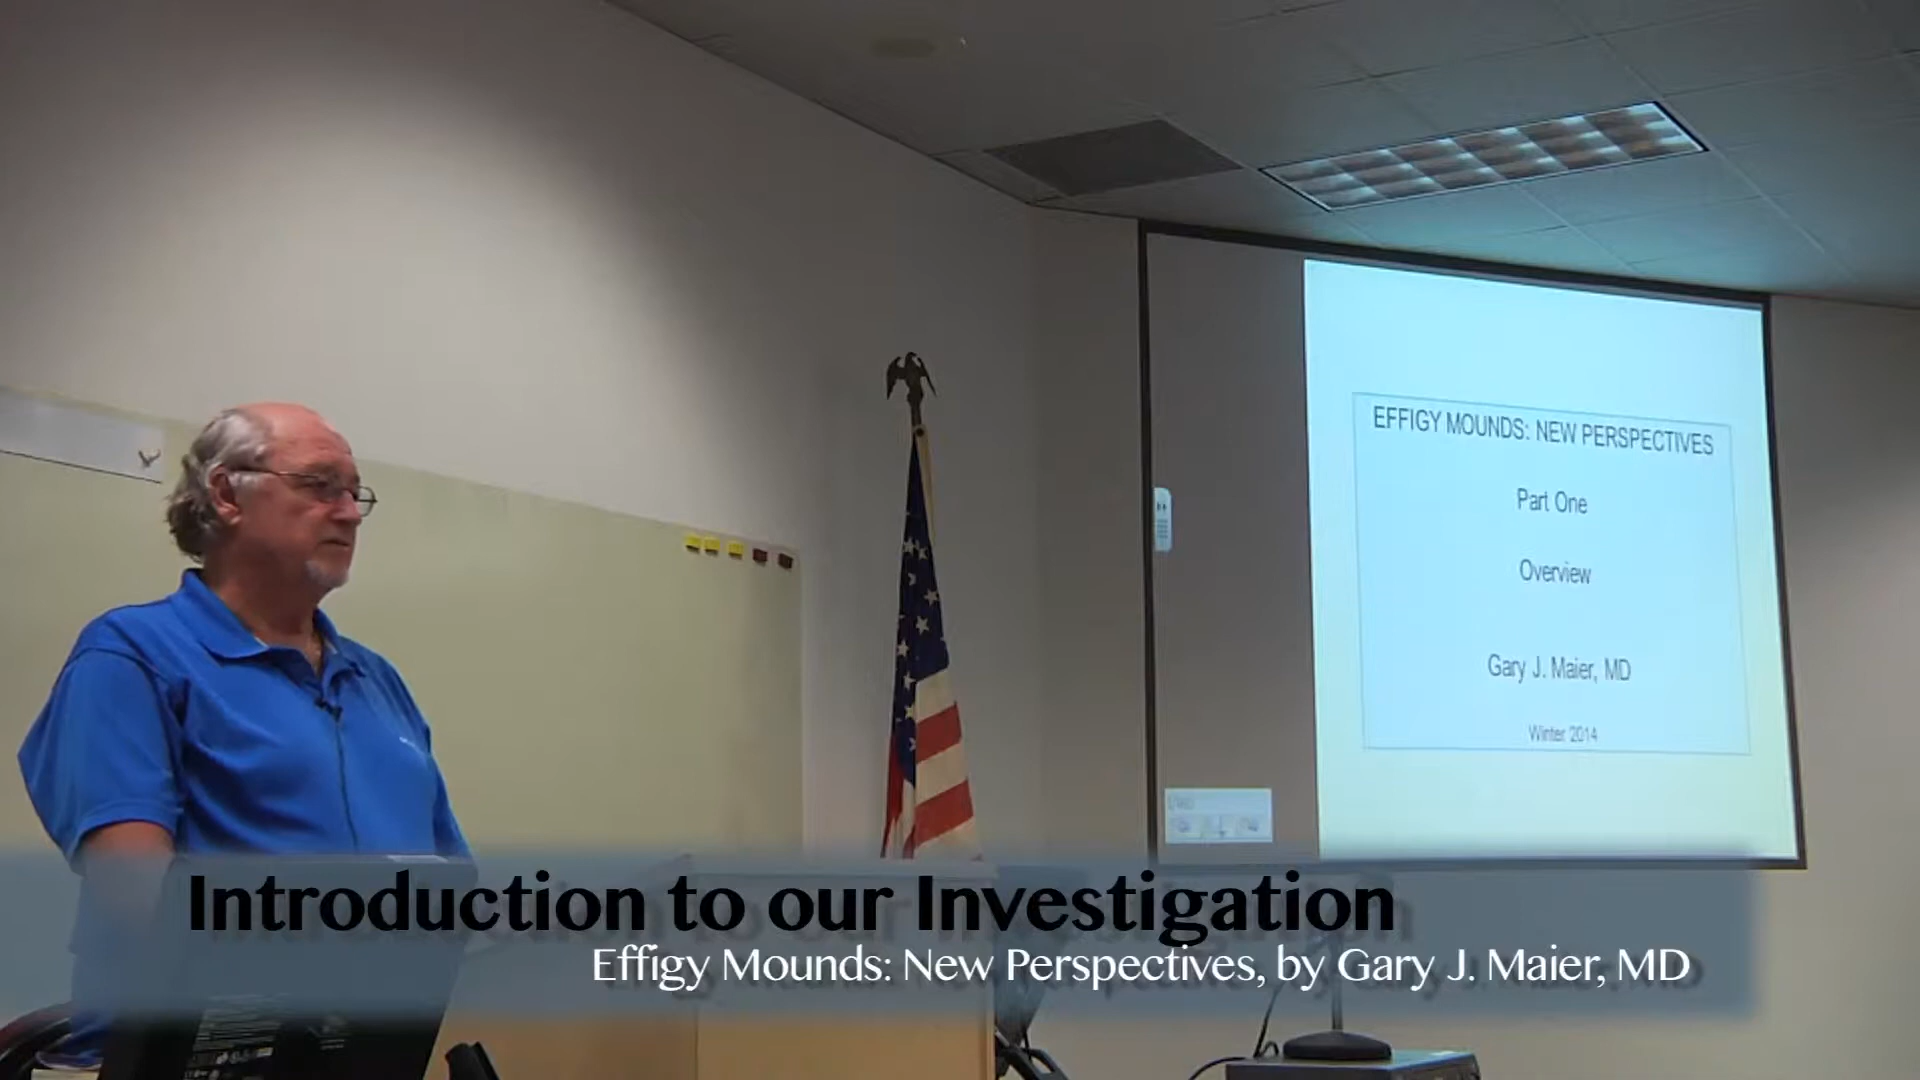 EFFIGY MOUNDS: NEW PERSPECTIVES
Part One
Overview
Gary J. Maier, MD
Winter 2014
Introduction to our Investigation
Effigy Mounds: New Perspectives, by Gary J. Maier, MD